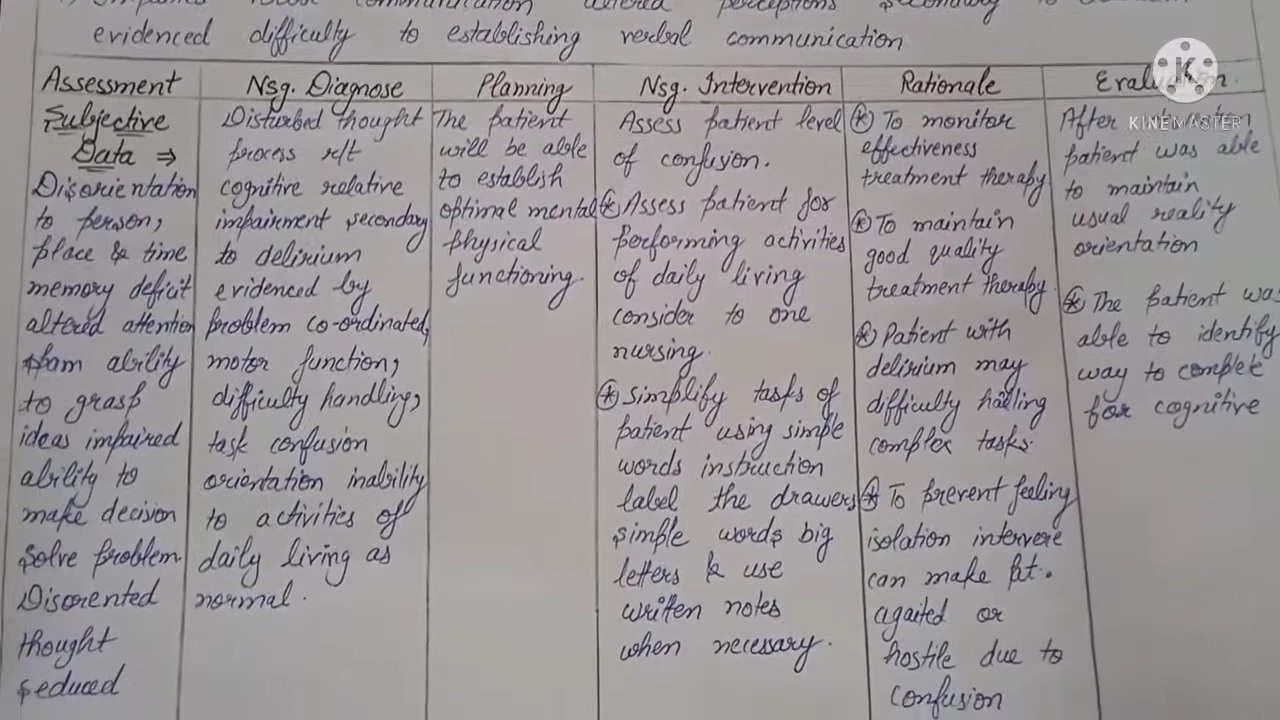 evidenced difficulty to establishing verbal communication
Assessment
Subjective
Data ⇒
Disorientation
to person,
place & time
memory deficit
altered attention
spam ability
to grasp
ideas impaired
ability to
make decision
solve problem
Disorented
thought
seduced
Nsg. Diagnose
Disturbed thought
process r/t
cognitive relative
impairment secondary
to delirium
evidenced by
problem co-ordinated,
motor function,
difficulty handling,
task confusion
orientation inability
to activities of
daily living as
normal.
Planning
The patient
will be able
to establish
optimal mental
physical
functioning.
Nsg. Intervention
Assess patient level
of confusion.
* Assess patient for
performing activities
of daily living
consider to one
nursing.
* Simplify tasks of
patient using simple
words instruction
label the drawers
simple words big
letters & use
written notes
when necessary.
Rationale
* To monitor
effectiveness
treatment therapy
* To maintain
good quality
treatment therapy.
* Patient with
delirium may
difficulty
complex tasks.
* To prevent feeling
isolation intervere
can make pt.
agaited or
hostile due to
confusion
After
patient was able
to maintain
usual reality
orientation
* The patient was
able to identify
way to complete
for cognitive
K
KINEMASTER